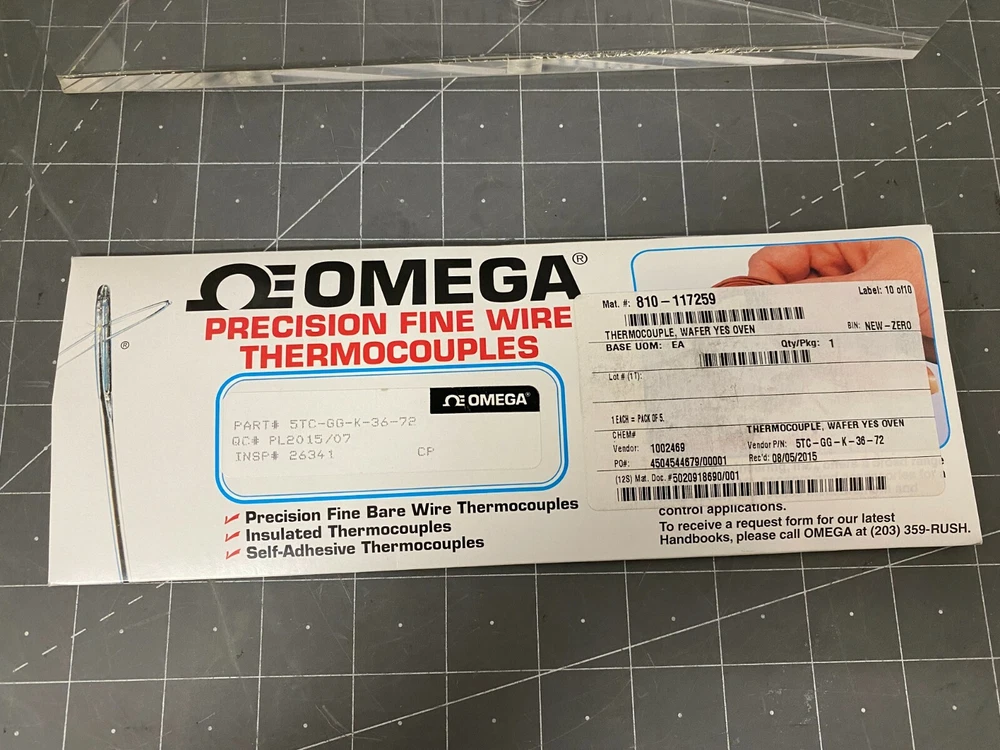 ΩE OMEGA®
PRECISION FINE WIRE
THERMOCOUPLES
®
ΩE OMEGA®
PART# 5TC-GG-K-36-72
QC# PL2015/07
INSP# 26341 CP
Precision Fine Bare Wire Thermocouples
Insulated Thermocouples
Self-Adhesive Thermocouples
Mat. #: 810-117259 Label: 10 of10
THERMOCOUPLE, WAFER YES OVEN BIN: NEW-ZERO
BASE UOM: EA Qty/Pkg: 1
Lot # (1T):
1 EACH = PACK OF 5.
CHEM# THERMOCOUPLE, WAFER YES OVEN
Vendor: 1002469 Vendor P/N: 5TC-GG-K-36-72
PO#: 4504544679/00001 Rec'd: 08/05/2015
(12S) Mat. Doc. #5020918690/001
and
control applications.
To receive a request form for our latest
Handbooks, please call OMEGA at (203) 359-RUSH.